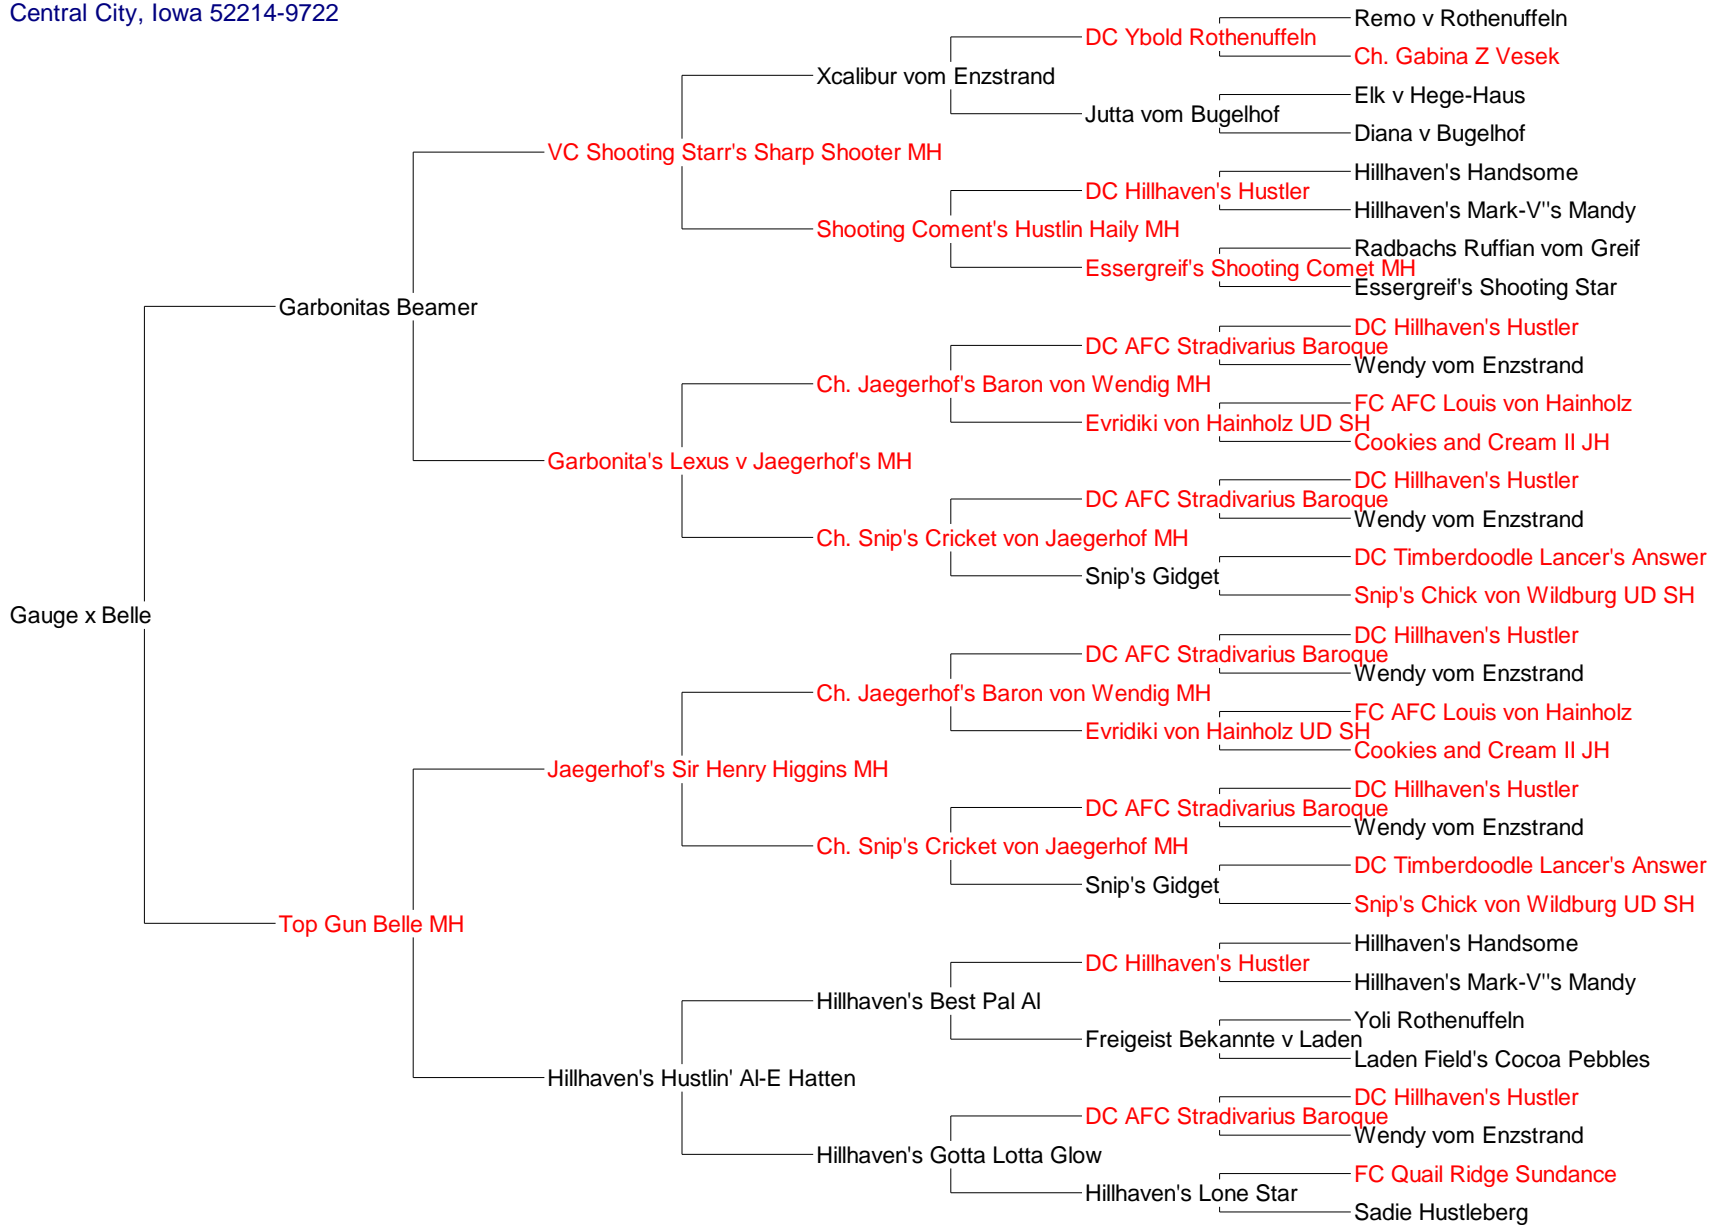 Central City, Iowa 52214-9722
Remo v Rothenuffeln
DC Ybold Rothenuffeln
Ch. Gabina Z Vesek
Xcalibur vom Enzstrand
Elk v Hege-Haus
Jutta vom Bugelhof
Diana v Bugelhof
VC Shooting Starr's Sharp Shooter MH
Hillhaven's Handsome
DC Hillhaven's Hustler
Hillhaven's Mark-V"s Mandy
Shooting Coment's Hustlin Haily MH
Radbachs Ruffian vom Greif
Essergreif's Shooting Comet MH
Essergreif's Shooting Star
Garbonitas Beamer
DC Hillhaven's Hustler
DC AFC Stradivarius Baroque
Wendy vom Enzstrand
Ch. Jaegerhof's Baron von Wendig MH
FC AFC Louis von Hainholz
Evridiki von Hainholz UD SH
Cookies and Cream II JH
Garbonita's Lexus v Jaegerhof's MH
DC Hillhaven's Hustler
DC AFC Stradivarius Baroque
Wendy vom Enzstrand
Ch. Snip's Cricket von Jaegerhof MH
DC Timberdoodle Lancer's Answer
Snip's Gidget
Snip's Chick von Wildburg UD SH
Gauge x Belle
DC Hillhaven's Hustler
DC AFC Stradivarius Baroque
Wendy vom Enzstrand
Ch. Jaegerhof's Baron von Wendig MH
FC AFC Louis von Hainholz
Evridiki von Hainholz UD SH
Cookies and Cream II JH
Jaegerhof's Sir Henry Higgins MH
DC Hillhaven's Hustler
DC AFC Stradivarius Baroque
Wendy vom Enzstrand
Ch. Snip's Cricket von Jaegerhof MH
DC Timberdoodle Lancer's Answer
Snip's Gidget
Snip's Chick von Wildburg UD SH
Top Gun Belle MH
Hillhaven's Handsome
DC Hillhaven's Hustler
Hillhaven's Mark-V"s Mandy
Hillhaven's Best Pal Al
Yoli Rothenuffeln
Freigeist Bekannte v Laden
Laden Field's Cocoa Pebbles
Hillhaven's Hustlin' Al-E Hatten
DC Hillhaven's Hustler
DC AFC Stradivarius Baroque
Wendy vom Enzstrand
Hillhaven's Gotta Lotta Glow
FC Quail Ridge Sundance
Hillhaven's Lone Star
Sadie Hustleberg